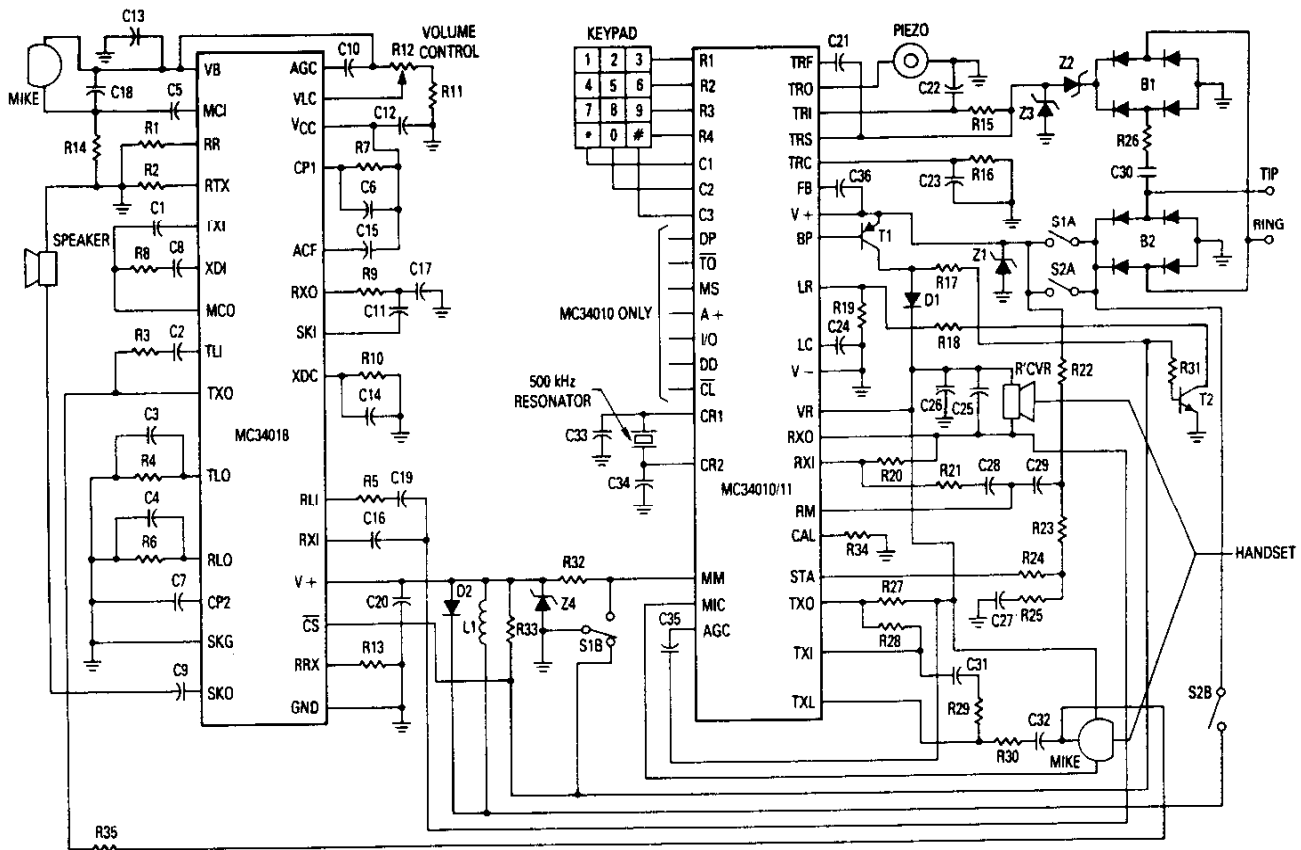 C13
MIKE
C18
C5
R14
R1
R2
C1
SPEAKER
R8
C8
R3
C2
C3
R4
C4
R6
C7
C9
R35
VB
MCI
RR
RTX
TXI
XDI
MCO
TLI
TXO
TLO
RLO
CP2
SKG
SKO
MC34018
AGC
VLC
VCC
CP1
ACF
RXO
SKI
XDC
RLI
RXI
V +
CS
RRX
GND
C10
R12
VOLUME
CONTROL
R11
C12
R7
C6
C15
R9
C17
C11
R10
C14
R5
C19
C16
C20
R13
D2
L1
R33
Z4
R32
S1B
KEYPAD
1 2 3
4 5 6
7 8 9
* 0 #
MC34010 ONLY
500 kHz
RESONATOR
C33
C34
C35
R1
R2
R3
R4
C1
C2
C3
DP
TO
MS
A +
I/O
DD
CL
CR1
CR2
MC34010/11
MM
MIC
AGC
TRF
TRO
TRI
TRS
TRC
FB
V +
BP
LR
LC
V -
VR
RXO
RXI
RM
CAL
STA
TXO
TXI
TXL
C21
PIEZO
C22
R15
Z3
Z2
B1
R26
C30
C23
R16
C36
T1
S1A
S2A
B2
TIP
RING
Z1
R17
D1
R19
C24
R18
R22
R31
T2
R'CVR
C26
C25
R20
R21
C28
C29
R23
R34
R24
R25
C27
HANDSET
R27
R28
C31
R29
R30
C32
MIKE
S2B